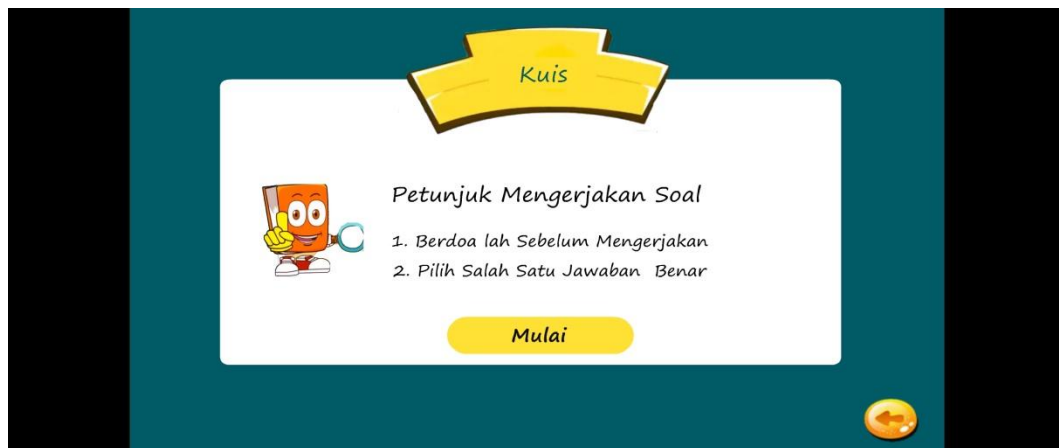 Kuis
Petunjuk Mengerjakan Soal
1. Berdoa lah Sebelum Mengerjakan
2. Pilih Salah Satu Jawaban Benar
Mulai